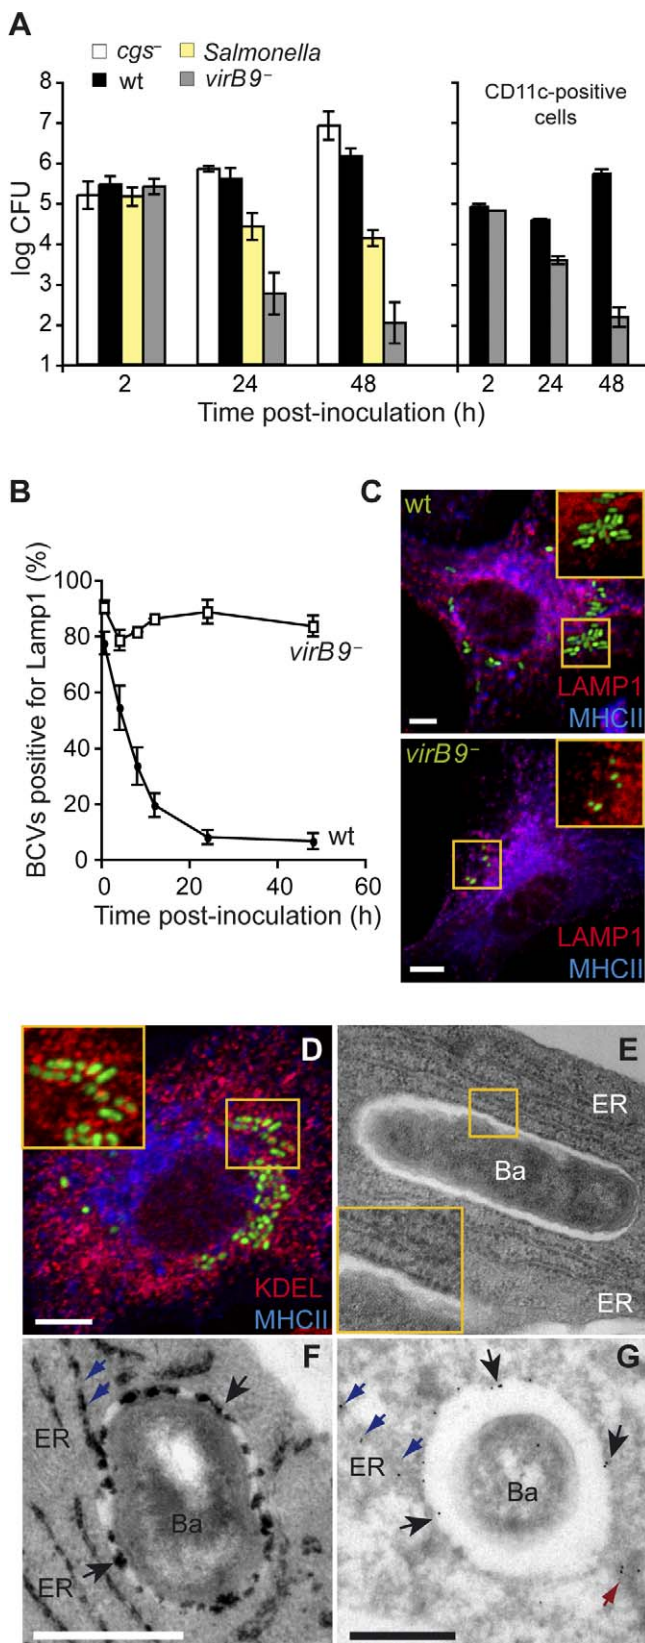 A
cgs⁻ Salmonella
wt virB9⁻
CD11c-positive
cells
log CFU
8
7
6
5
4
3
2
1
2 24 48 2 24 48
Time post-inoculation (h)
B
BCVs positive for Lamp1 (%)
100
80
60
40
20
0
virB9⁻
wt
0 20 40 60
Time post-inoculation (h)
C
wt
LAMP1
MHCII
virB9⁻
LAMP1
MHCII
D
KDEL
MHCII
E
ER
Ba
ER
F
ER
Ba
ER
G
ER
Ba